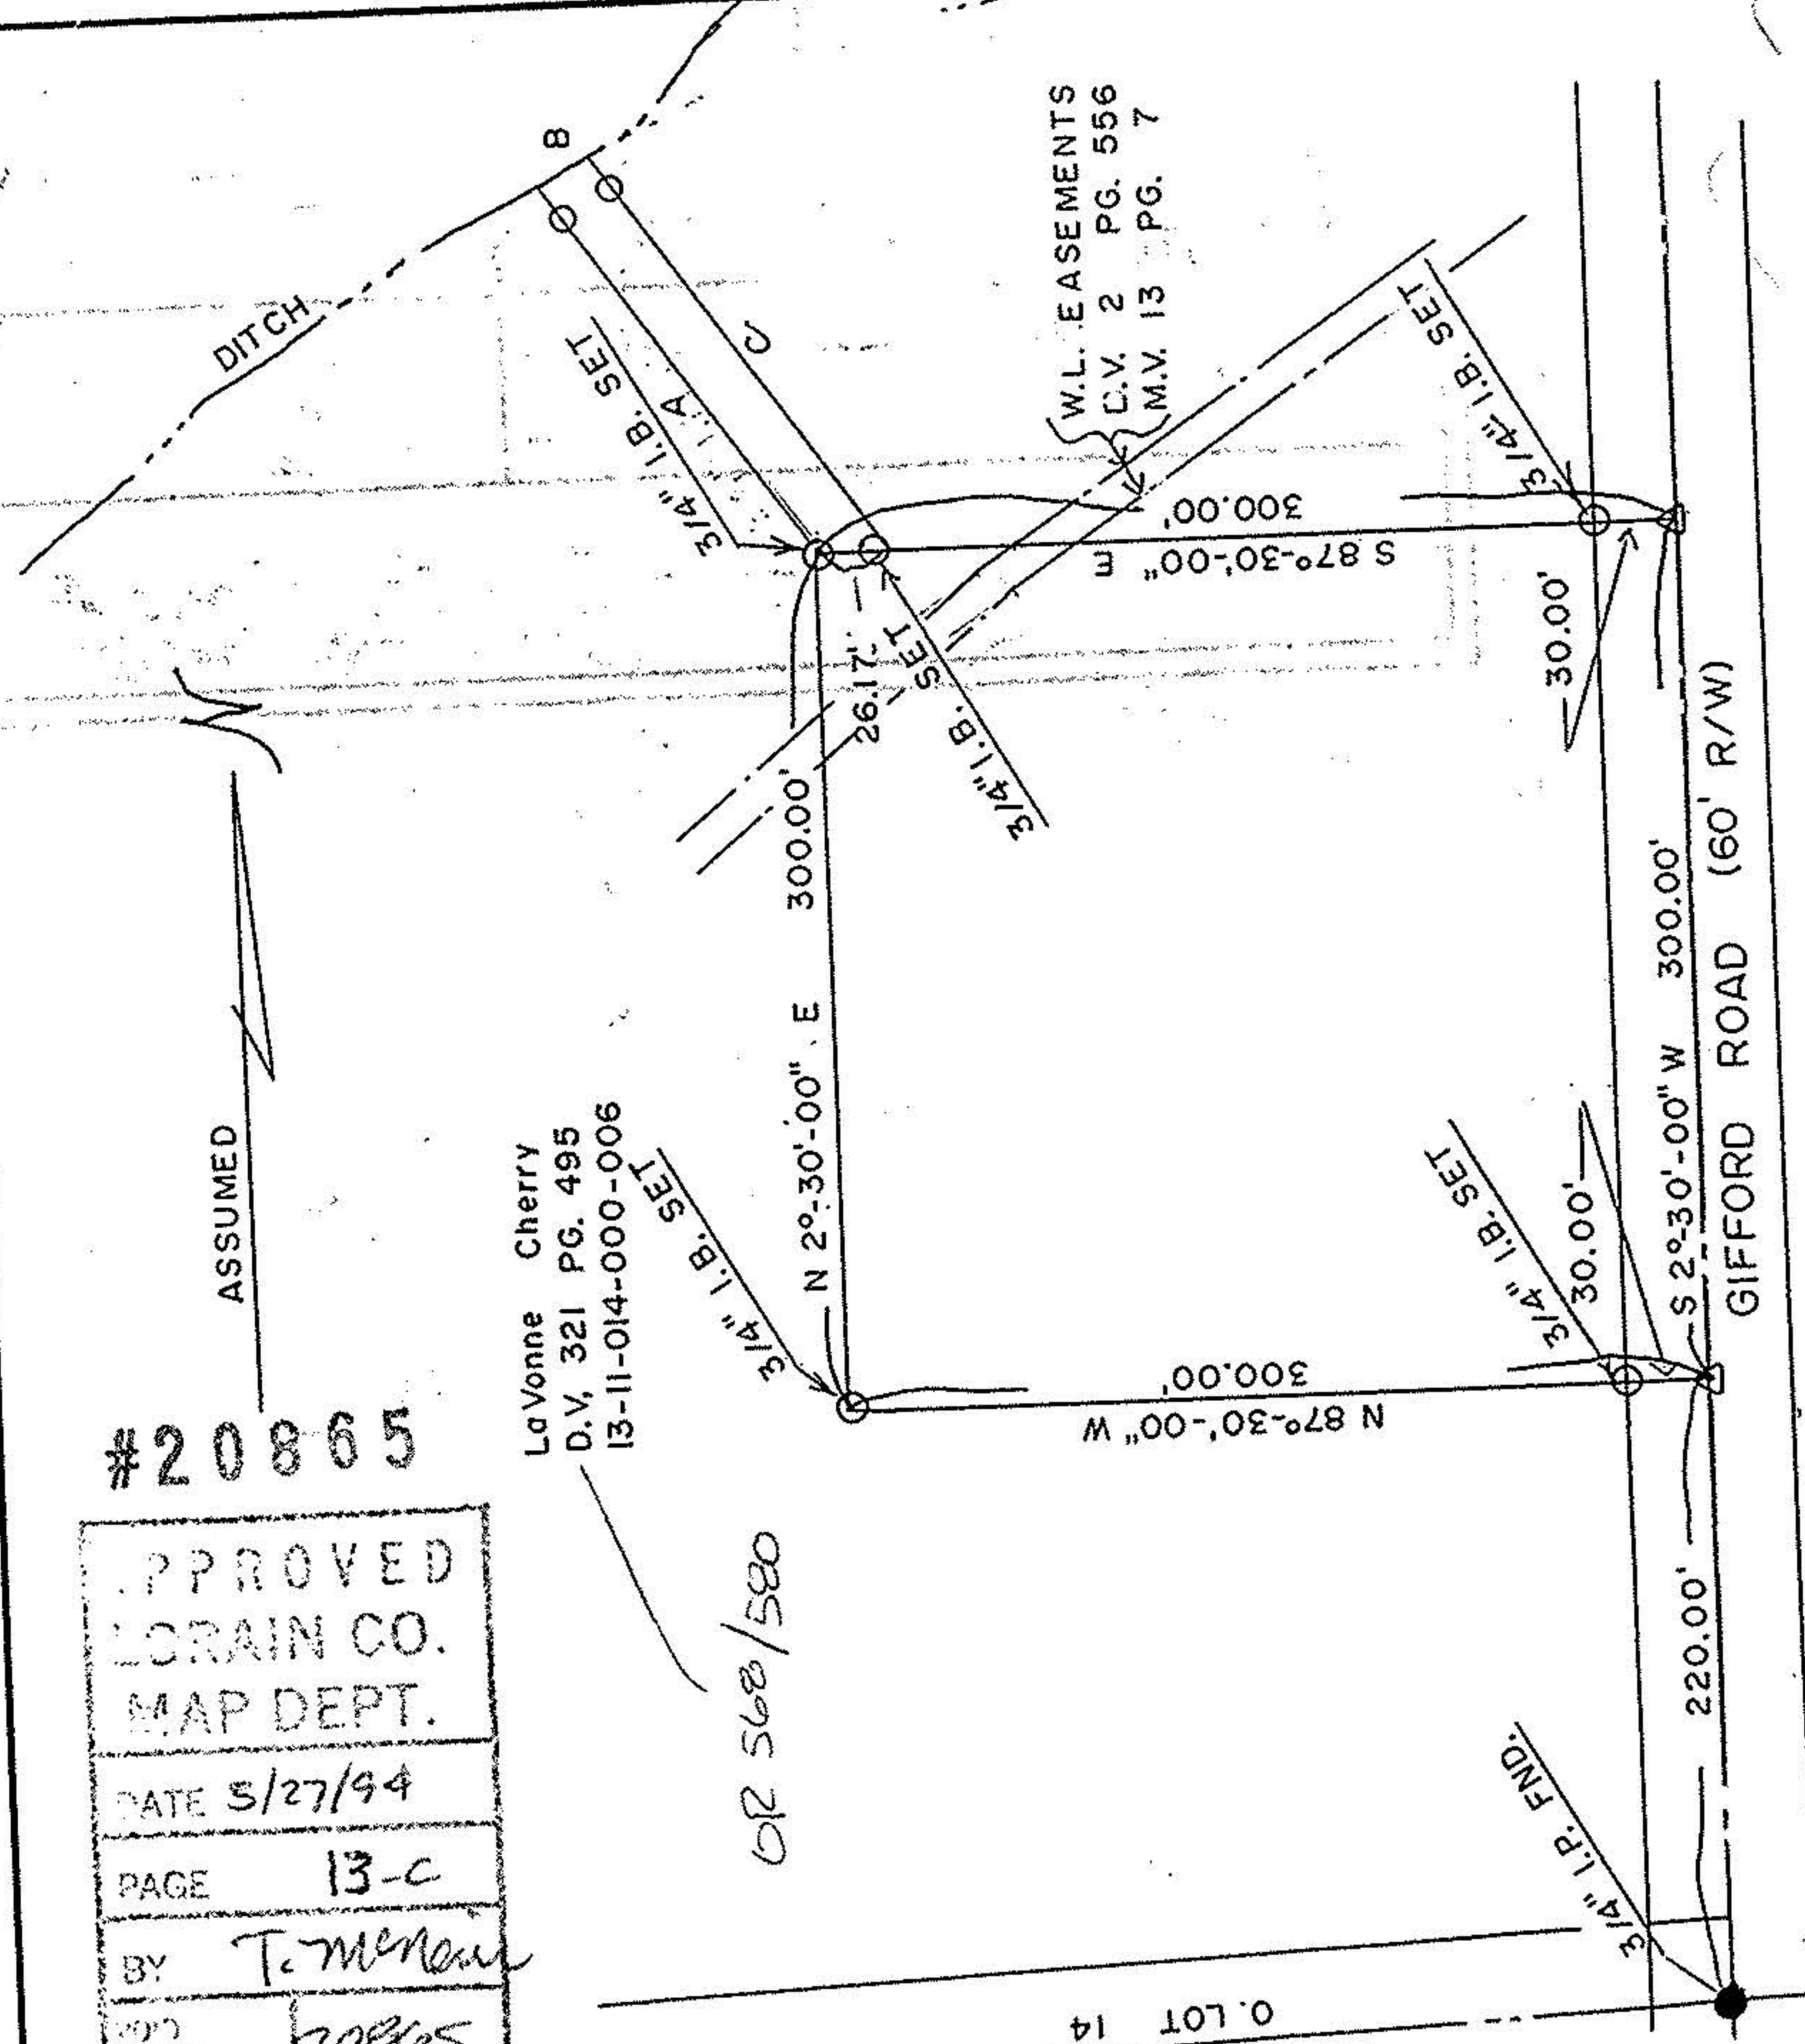 DITCH
B
3/4" I.B. SET
A
C
W.L. EASEMENTS
D.V. 2 PG. 556
M.V. 13 PG. 7
3/4" I.B. SET
300.00'
S 87°-30'-00" E
30.00'
26.17'
3/4" I.B. SET
N 2°-30'-00" E 300.00'
ASSUMED
LaVonne Cherry
D.V, 321 PG. 495
13-11-014-000-006
3/4" I.B. SET
300.00'
N 87°-30'-00" W
3/4" I.B. SET
30.00'
S 2°-30'-00" W 300.00'
GIFFORD ROAD (60' R/W)
220.00'
3/4" I.P. FND.
O. LOT 14
OR 568/580
#20865
APPROVED
LORAIN CO.
MAP DEPT.
DATE 5/27/94
PAGE 13-C
BY T. McNair
20865